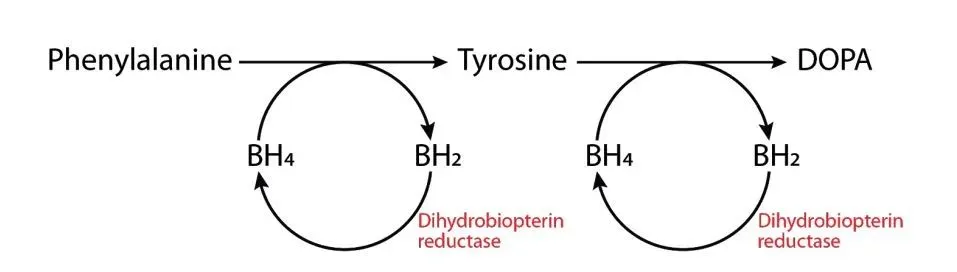 Phenylalanine Tyrosine DOPA
BH4 BH2 BH4 BH2
Dihydrobiopterin Dihydrobiopterin
reductase reductase